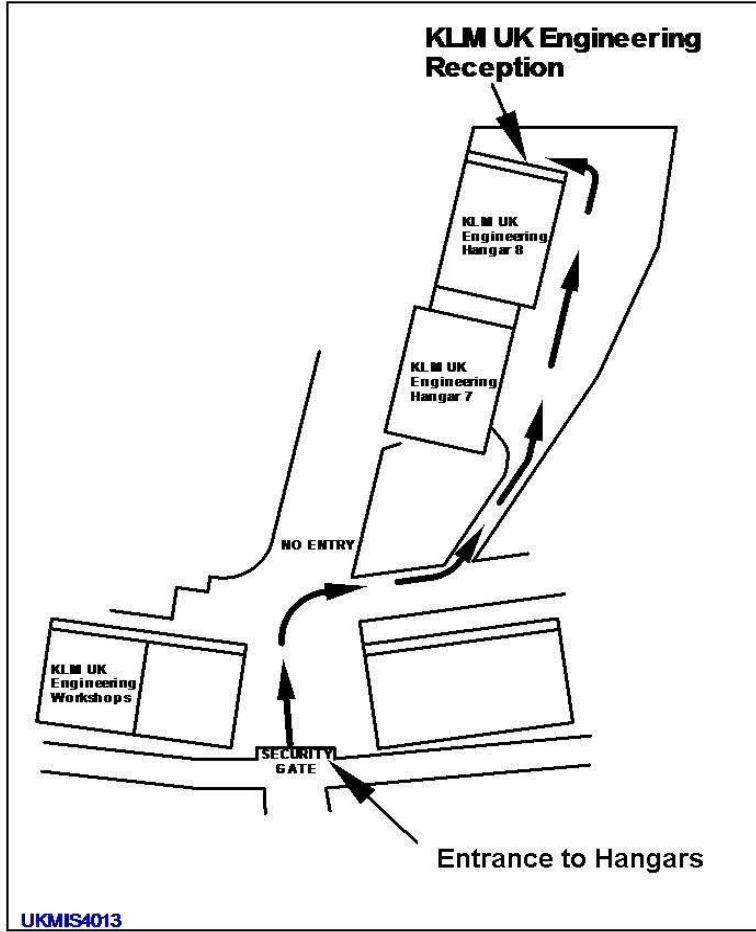 KLM UK Engineering
Reception
KLM UK
Engineering
Hangar 8
KLM UK
Engineering
Hangar 7
NO ENTRY
KLM UK
Engineering
Workshops
SECURITY
GATE
Entrance to Hangars
UKMIS4013